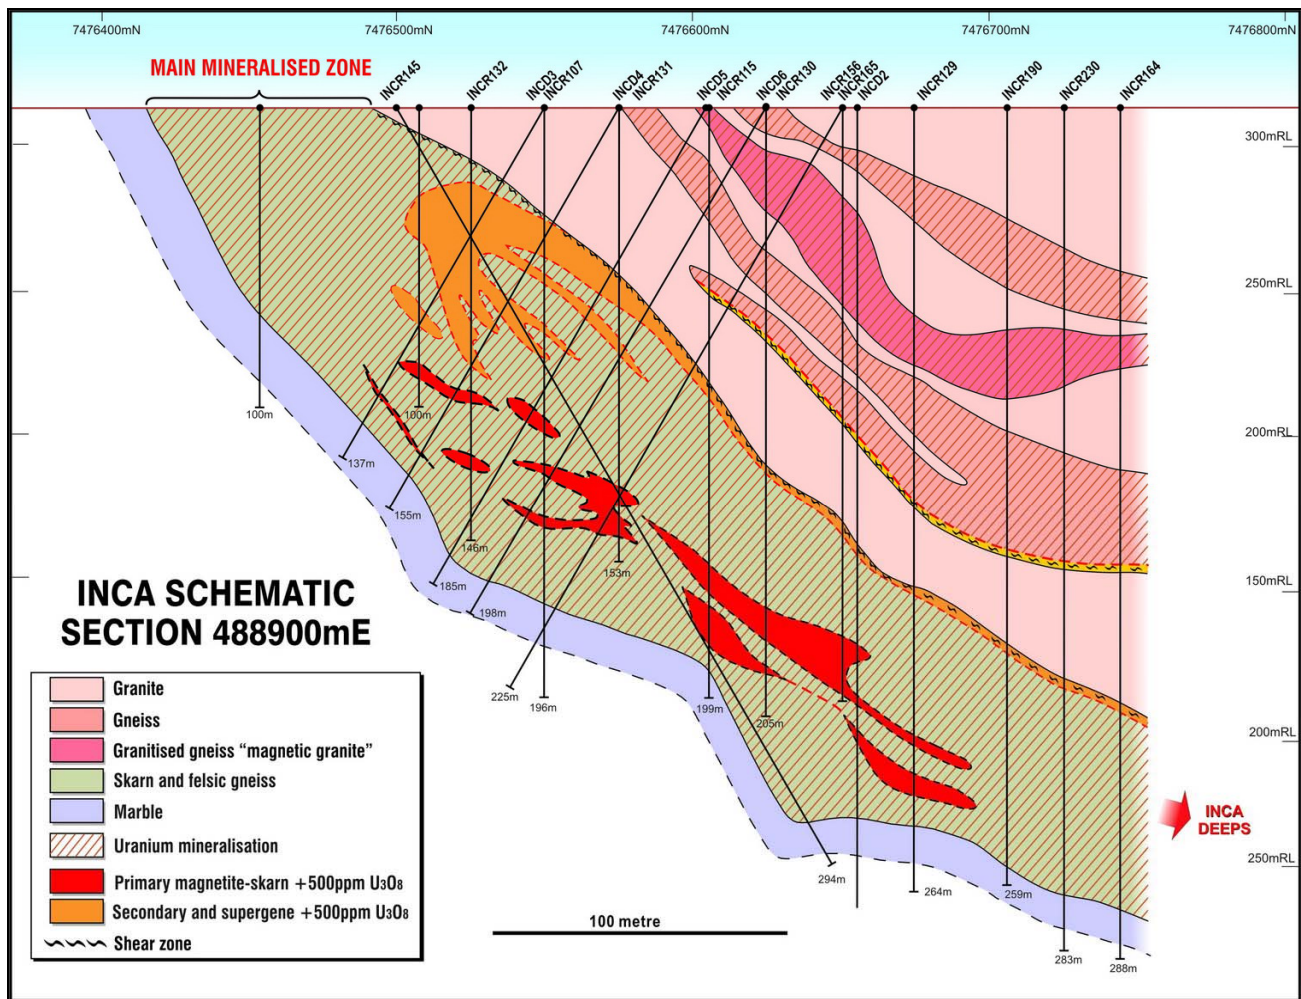 7476400mN
7476500mN
7476600mN
7476700mN
7476800mN
MAIN MINERALISED ZONE
INCR145
INCR132
INCD3
INCR107
INCD4
INCR131
INCD5
INCR115
INCD6
INCR130
INCR156
INCR165
INCD2
INCR129
INCR190
INCR230
INCR164
300mRL
250mRL
200mRL
150mRL
200mRL
250mRL
100m
100m
137m
155m
146m
185m
198m
153m
225m
196m
199m
205m
294m
264m
259m
283m
288m
INCA
DEEPS
INCA SCHEMATIC
SECTION 488900mE
Granite
Gneiss
Granitised gneiss “magnetic granite”
Skarn and felsic gneiss
Marble
Uranium mineralisation
Primary magnetite-skarn +500ppm U₃O₈
Secondary and supergene +500ppm U₃O₈
Shear zone
100 metre